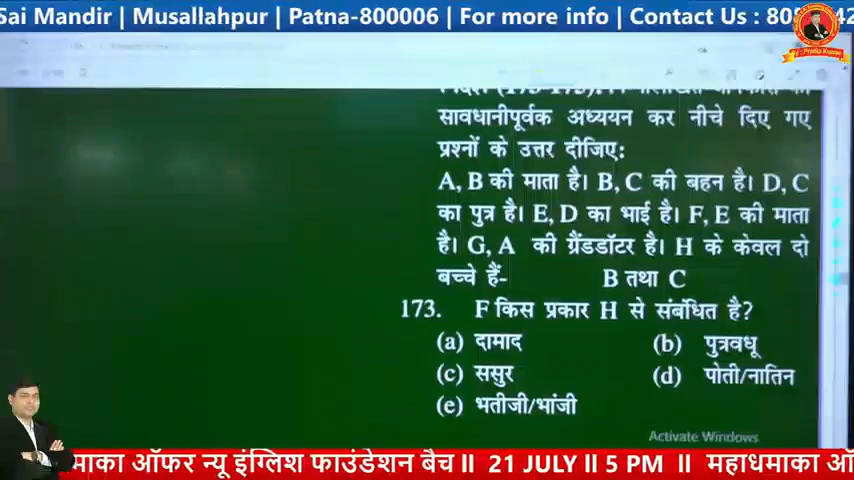 Sai Mandir | Musallahpur | Patna-800006 | For more info | Contact Us :
सावधानीपूर्वक अध्ययन कर नीचे दिए गए
प्रश्नों के उत्तर दीजिए:
A, B की माता है। B, C की बहन है। D, C
का पुत्र है। E, D का भाई है। F, E की माता
है। G, A की ग्रैंडडॉटर है। H के केवल दो
बच्चे हैं- B तथा C
173. F किस प्रकार H से संबंधित है?
(a) दामाद (b) पुत्रवधू
(c) ससुर (d) पोती/नातिन
(e) भतीजी/भांजी
Activate Windows
माका ऑफर न्यू इंग्लिश फाउंडेशन बैच II 21 JULY II 5 PM II महाधमाका ऑ